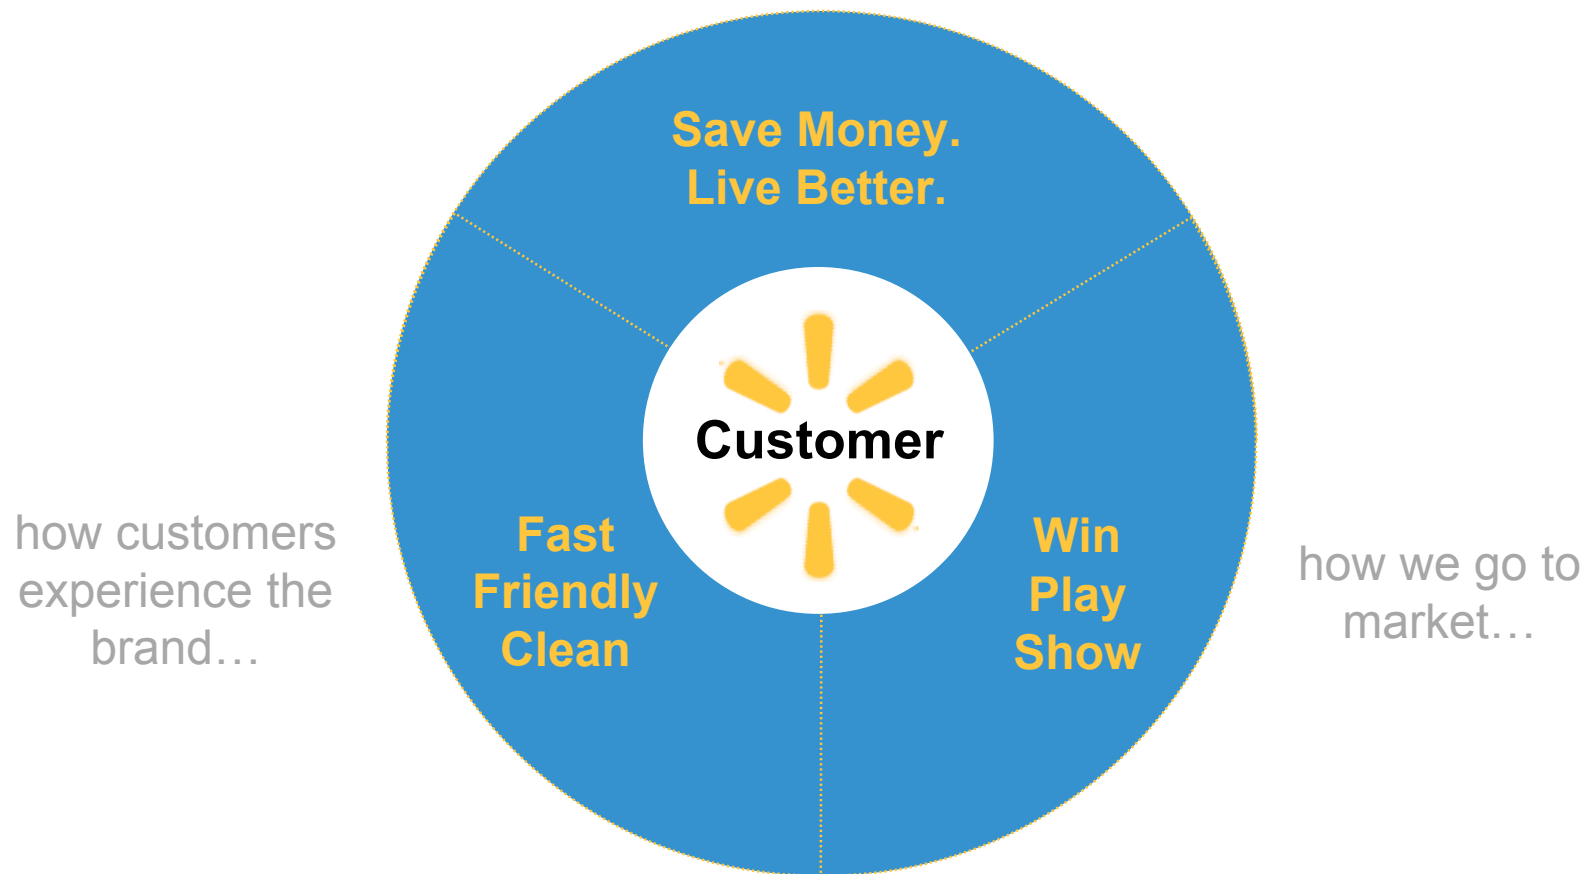 Save Money.
Live Better.
Customer
how customers
experience the
brand…
Fast
Friendly
Clean
Win
Play
Show
how we go to
market…